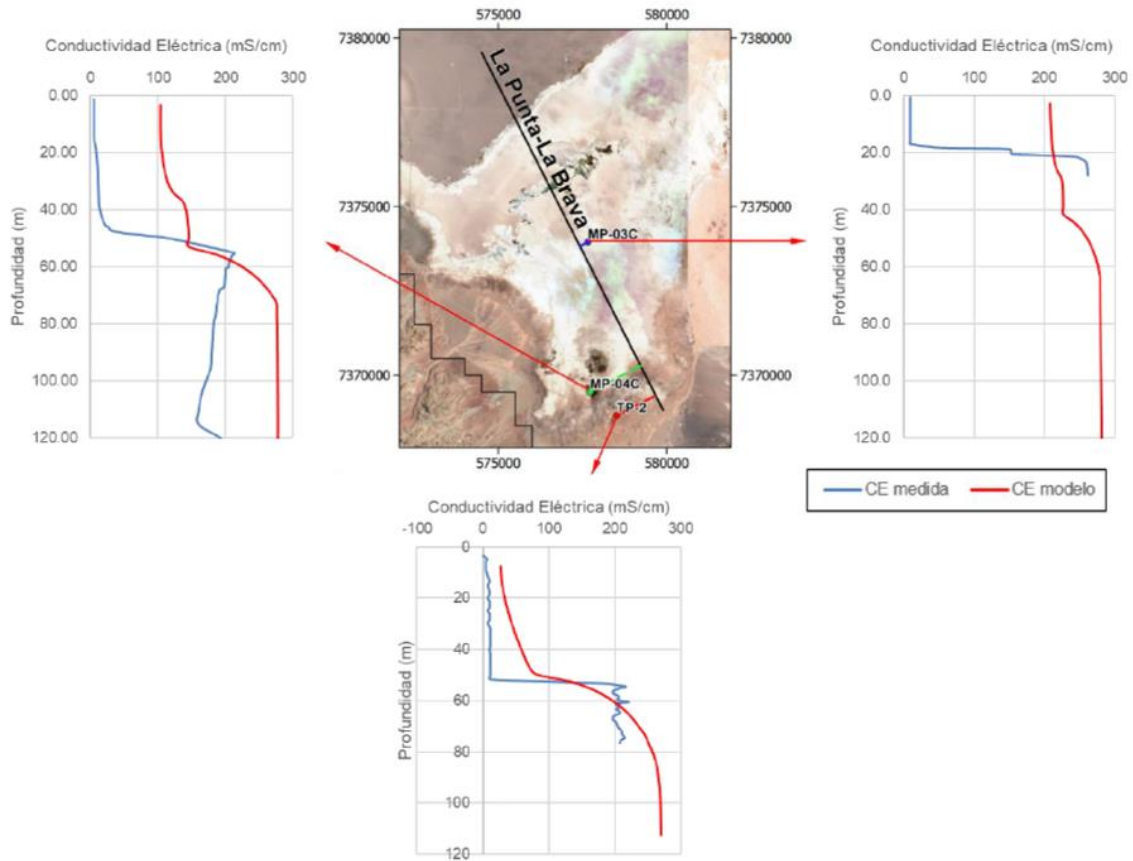 Conductividad Eléctrica (mS/cm)
0 100 200 300
0.00
20.00
40.00
60.00
80.00
100.00
120.00
Profundidad (m)
575000 580000
7380000 7380000
7375000 7375000
7370000 7370000
575000 580000
La Punta-La Brava
MP-03C
MP-04C
TP-2
Conductividad Eléctrica (mS/cm)
0 100 200 300
0.0
20.0
40.0
60.0
80.0
100.0
120.0
Profundidad (m)
CE medida CE modelo
Conductividad Eléctrica (mS/cm)
-100 0 100 200 300
0
20
40
60
80
100
120
Profundidad (m)